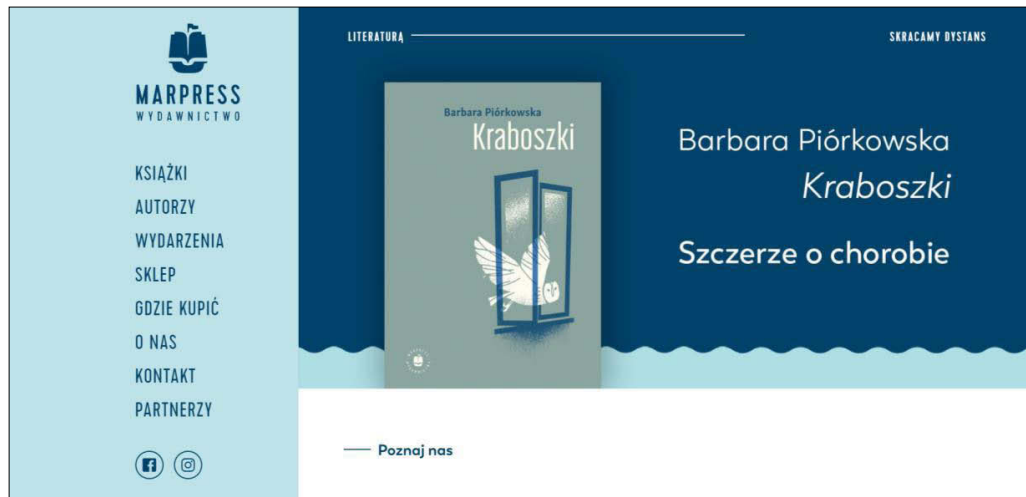 MARPRESS
WYDAWNICTWO
KSIĄŻKI
AUTORZY
WYDARZENIA
SKLEP
GDZIE KUPIĆ
O NAS
KONTAKT
PARTNERZY
LITERATURĄ
SKRACAMY DYSTANS
Barbara Piórkowska
Kraboszki
Barbara Piórkowska
Kraboszki
Szczerze o chorobie
Poznaj nas